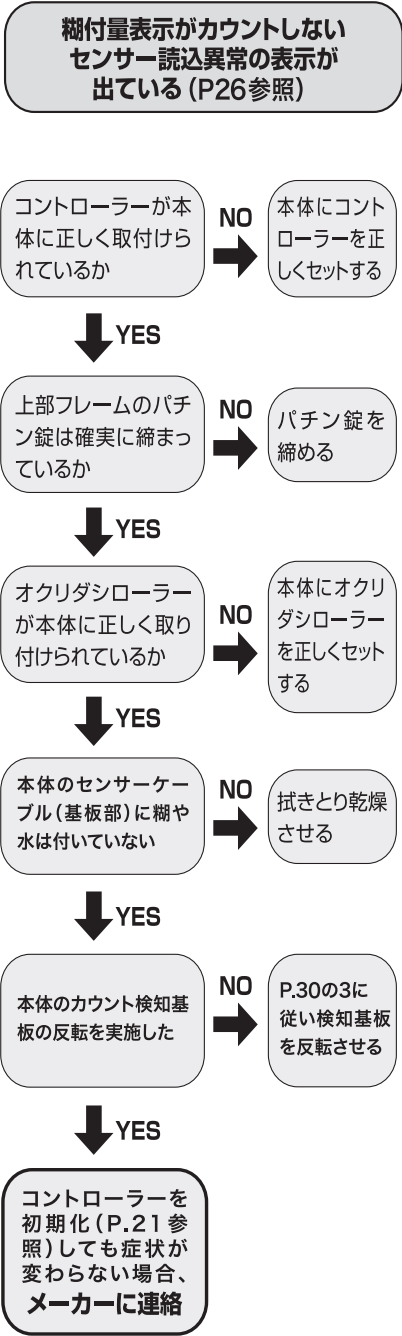 糊付量表示がカウントしない
センサー読込異常の表示が
出ている(P26参照)
コントローラーが本
体に正しく取付けら
れているか
NO
本体にコント
ローラーを正
しくセットする
YES
上部フレームのパチ
ン錠は確実に締まっ
ているか
NO
パチン錠を
締める
YES
オクリダシローラー
が本体に正しく取り
付けられているか
NO
本体にオクリ
ダシローラー
を正しくセット
する
YES
本体のセンサーケー
ブル(基板部)に糊や
水は付いていない
NO
拭きとり乾燥
させる
YES
本体のカウント検知基
板の反転を実施した
NO
P.30の3に
従い検知基板
を反転させる
YES
コントローラーを
初期化(P.21参
照)しても症状が
変わらない場合、
メーカーに連絡